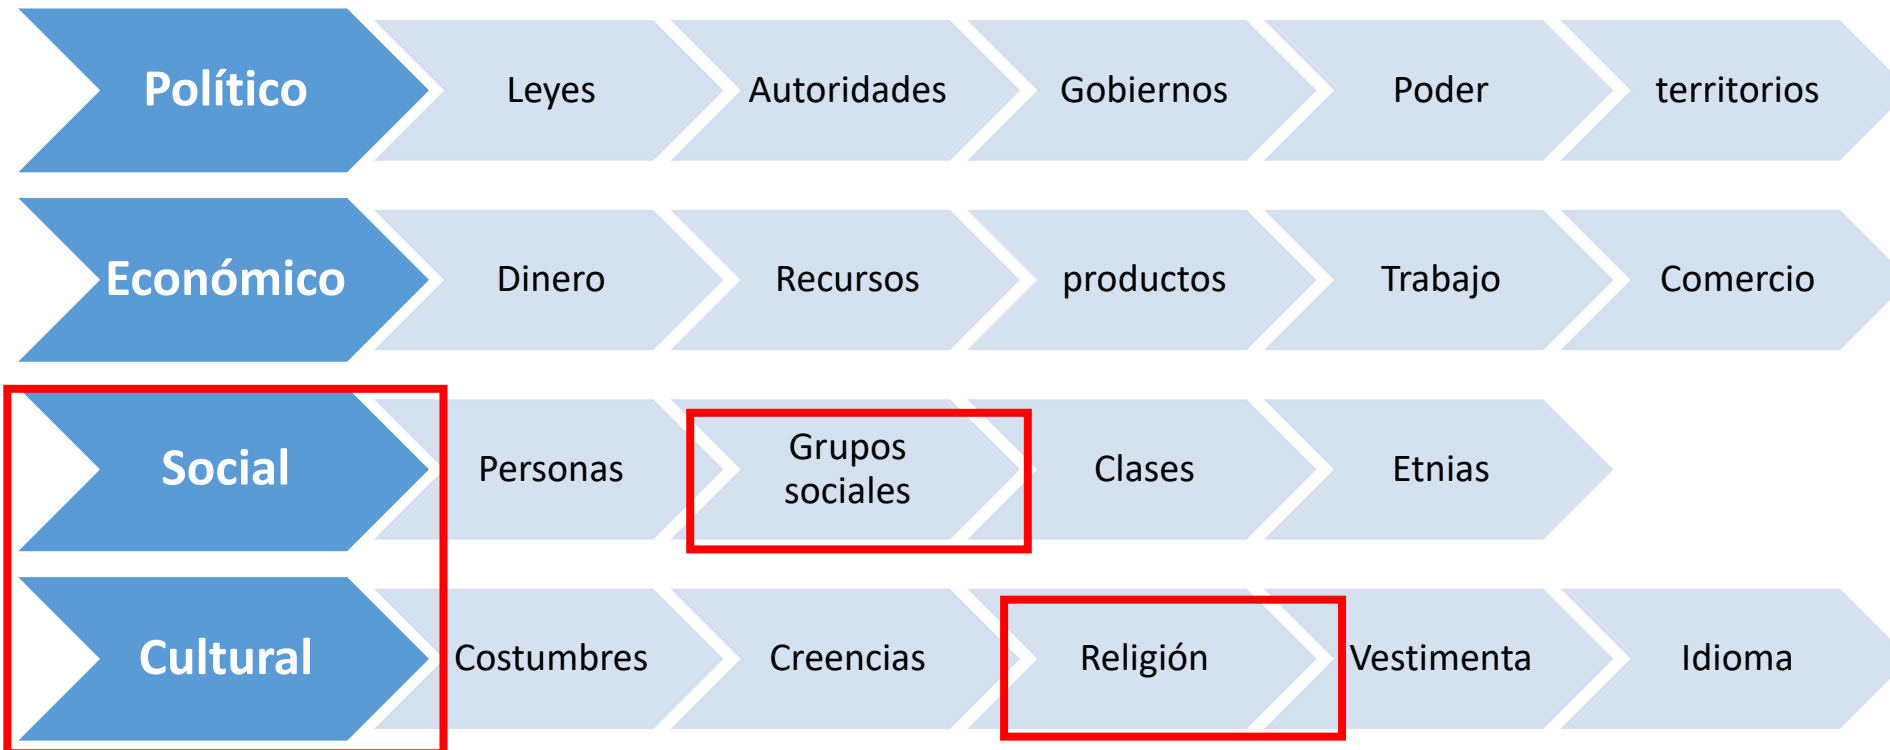 Político
Leyes
Autoridades
Gobiernos
Poder
territorios
Económico
Dinero
Recursos
productos
Trabajo
Comercio
Social
Personas
Grupos
sociales
Clases
Etnias
Cultural
Costumbres
Creencias
Religión
Vestimenta
Idioma